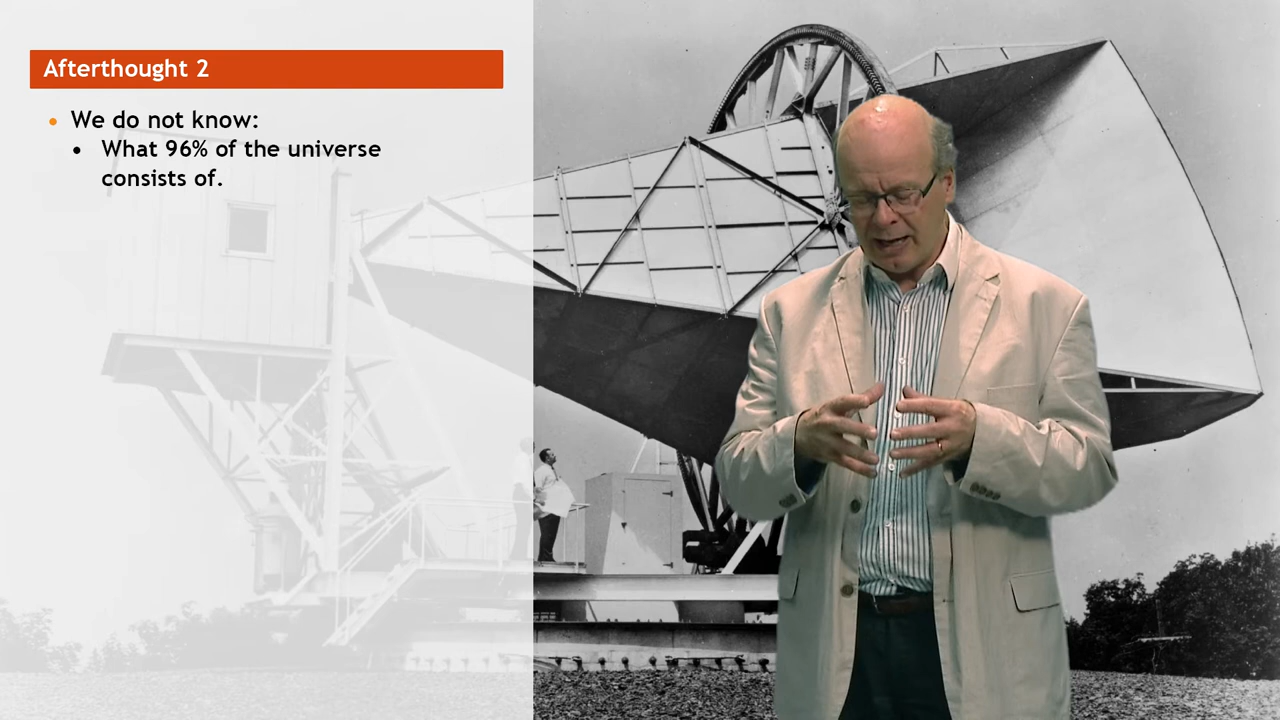 Afterthought 2
• We do not know:
• What 96% of the universe
consists of.